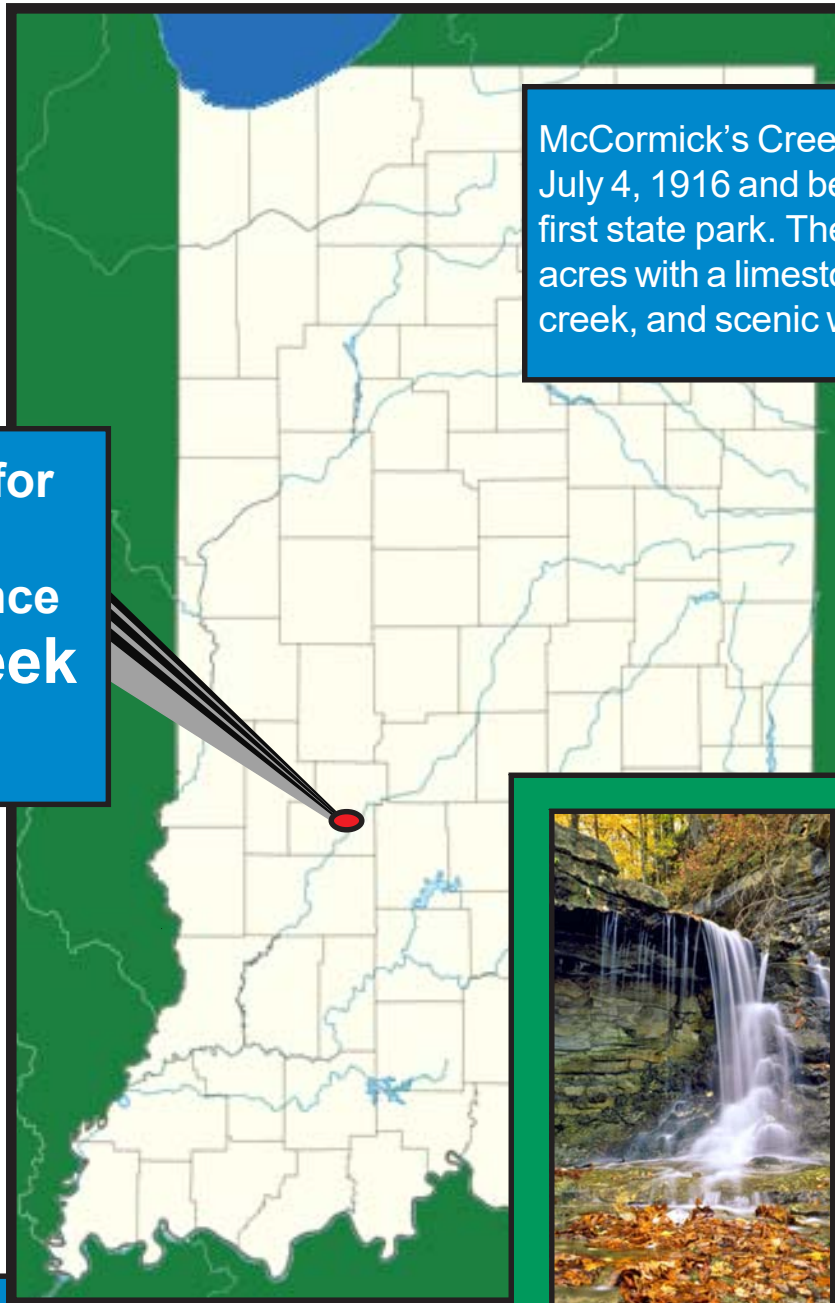 McCormick’s Cree
July 4, 1916 and be
first state park. The
acres with a limesto
creek, and scenic w
for
nce
eek